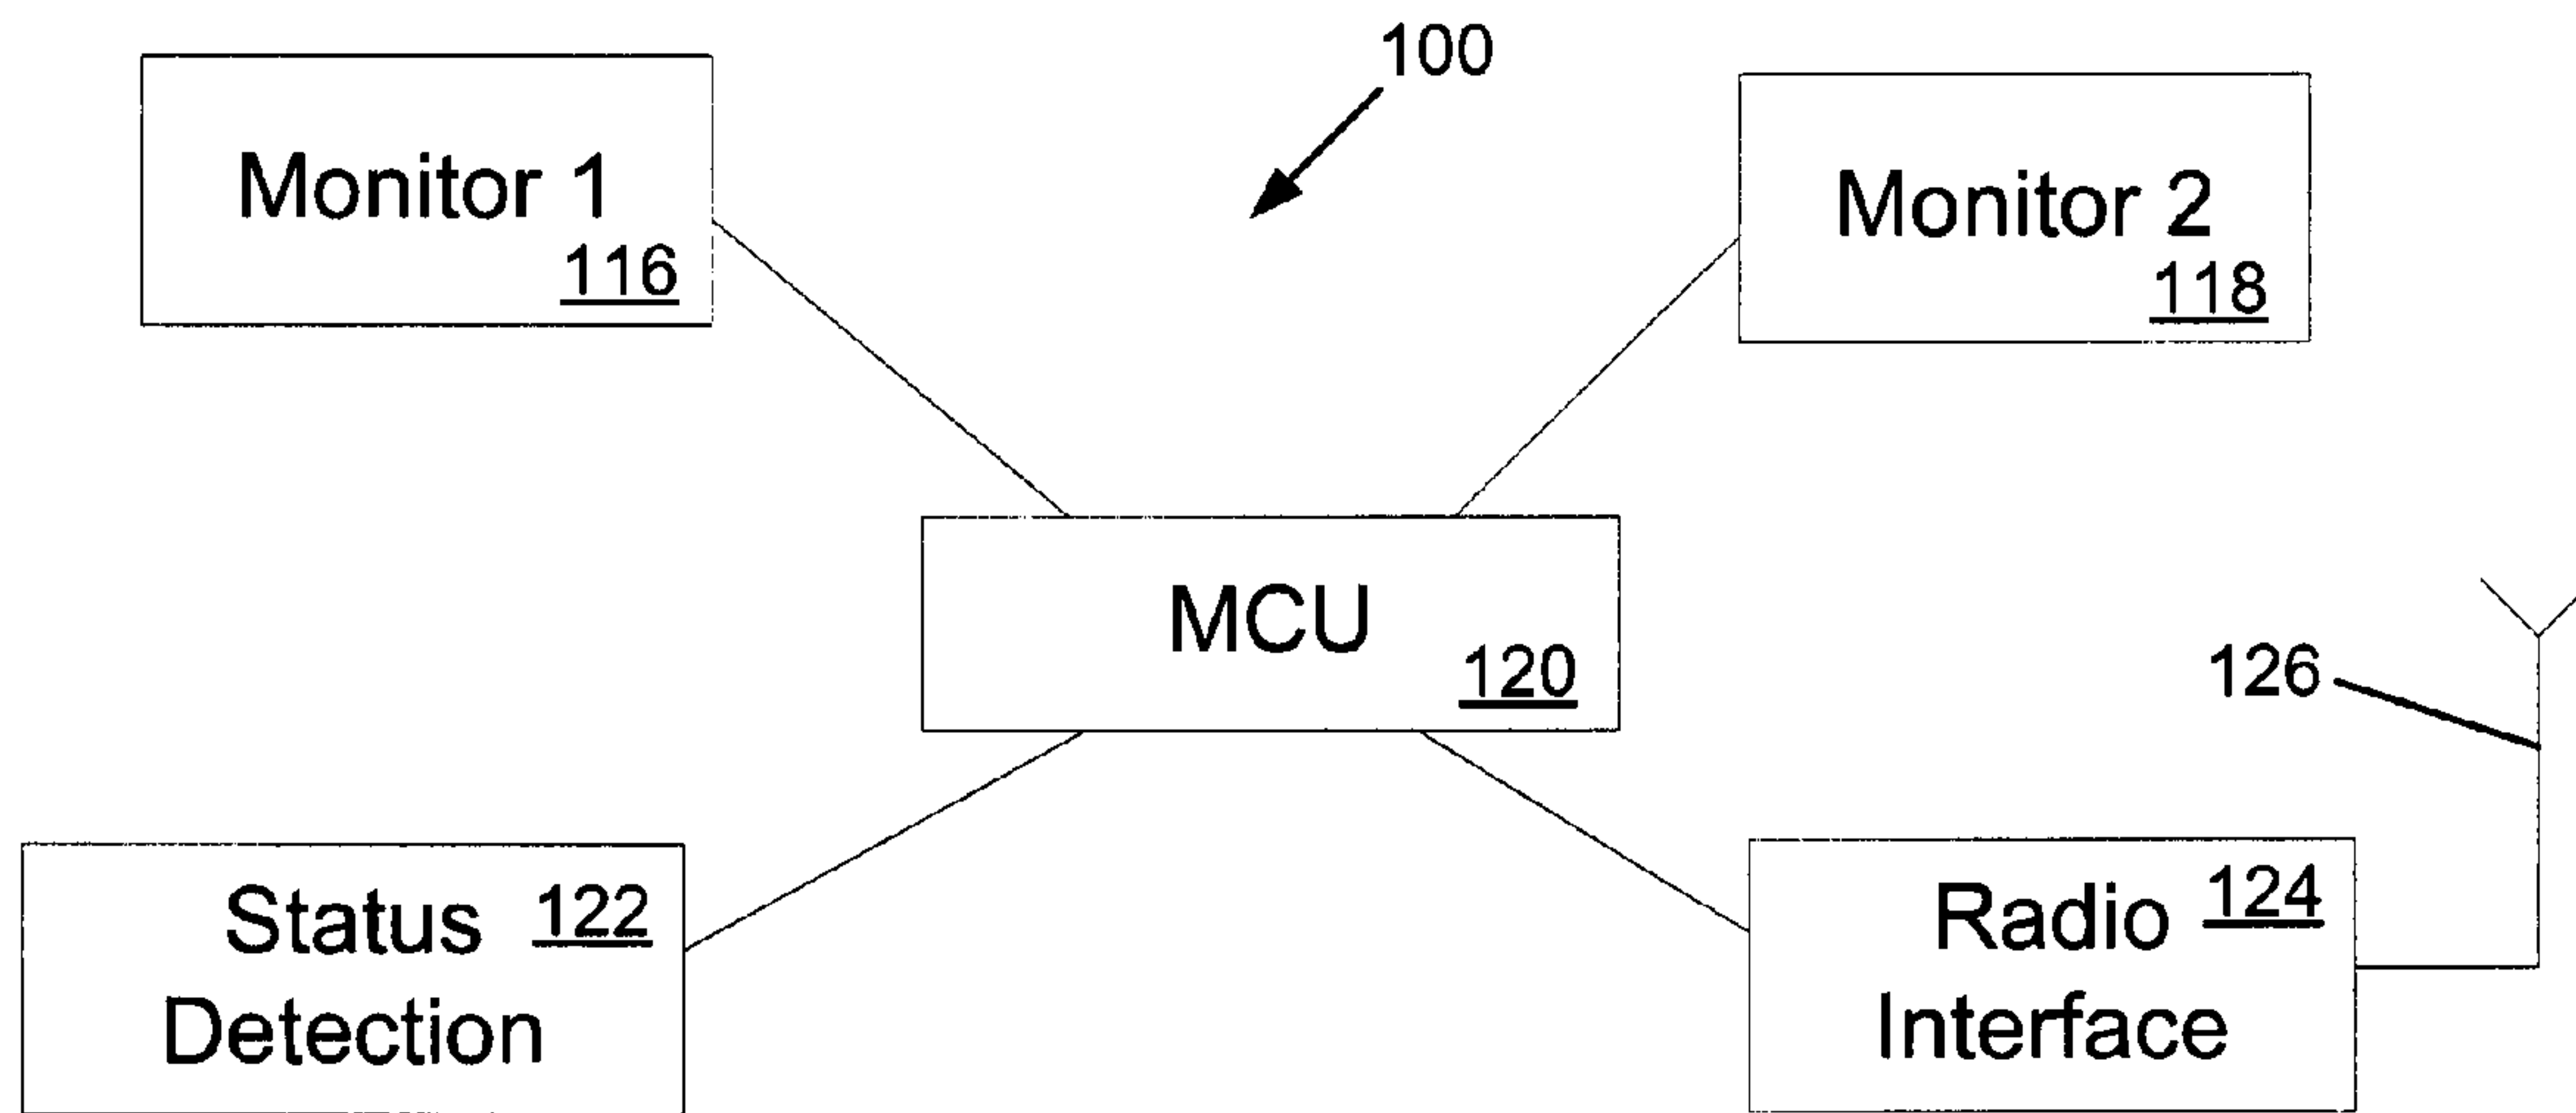 100
Monitor 1
116
Monitor 2
118
MCU
120
126
Status 122
Detection
Radio 124
Interface